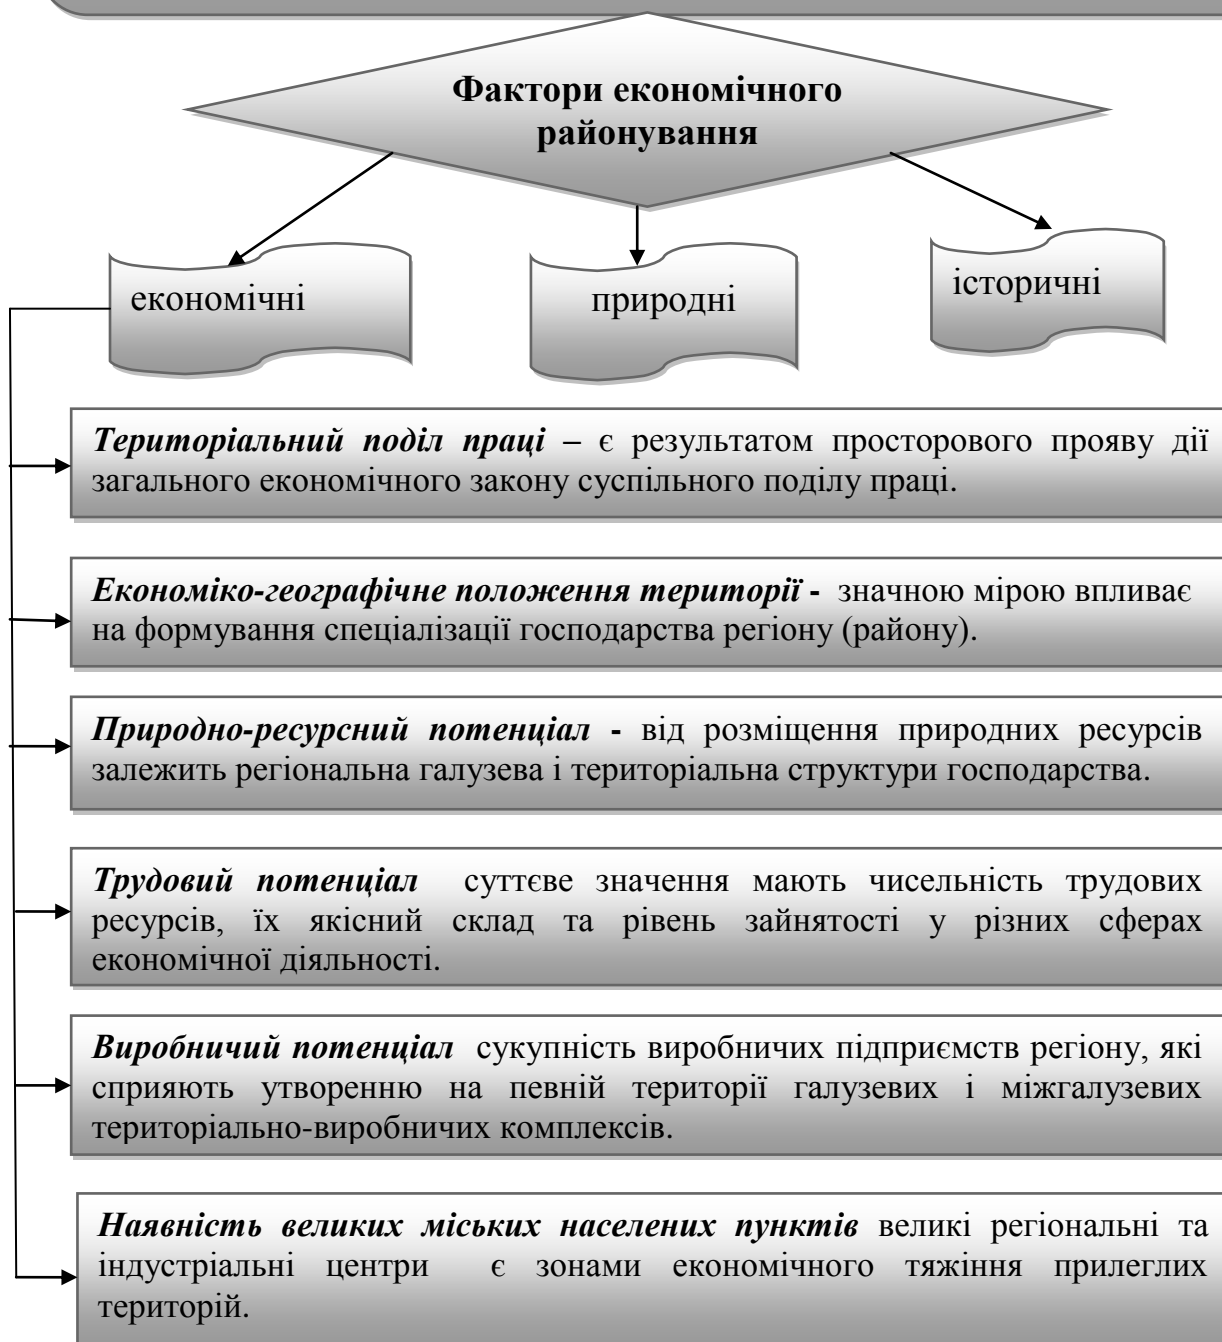 Фактори економічного
районування
економічні
природні
історичні
Територіальний поділ праці – є результатом просторового прояву дії
загального економічного закону суспільного поділу праці.
Економіко-географічне положення території - значною мірою впливає
на формування спеціалізації господарства регіону (району).
Природно-ресурсний потенціал - від розміщення природних ресурсів
залежить регіональна галузева і територіальна структури господарства.
Трудовий потенціал суттєве значення мають чисельність трудових
ресурсів, їх якісний склад та рівень зайнятості у різних сферах
економічної діяльності.
Виробничий потенціал сукупність виробничих підприємств регіону, які
сприяють утворенню на певній території галузевих і міжгалузевих
територіально-виробничих комплексів.
Наявність великих міських населених пунктів великі регіональні та
індустріальні центри є зонами економічного тяжіння прилеглих
територій.